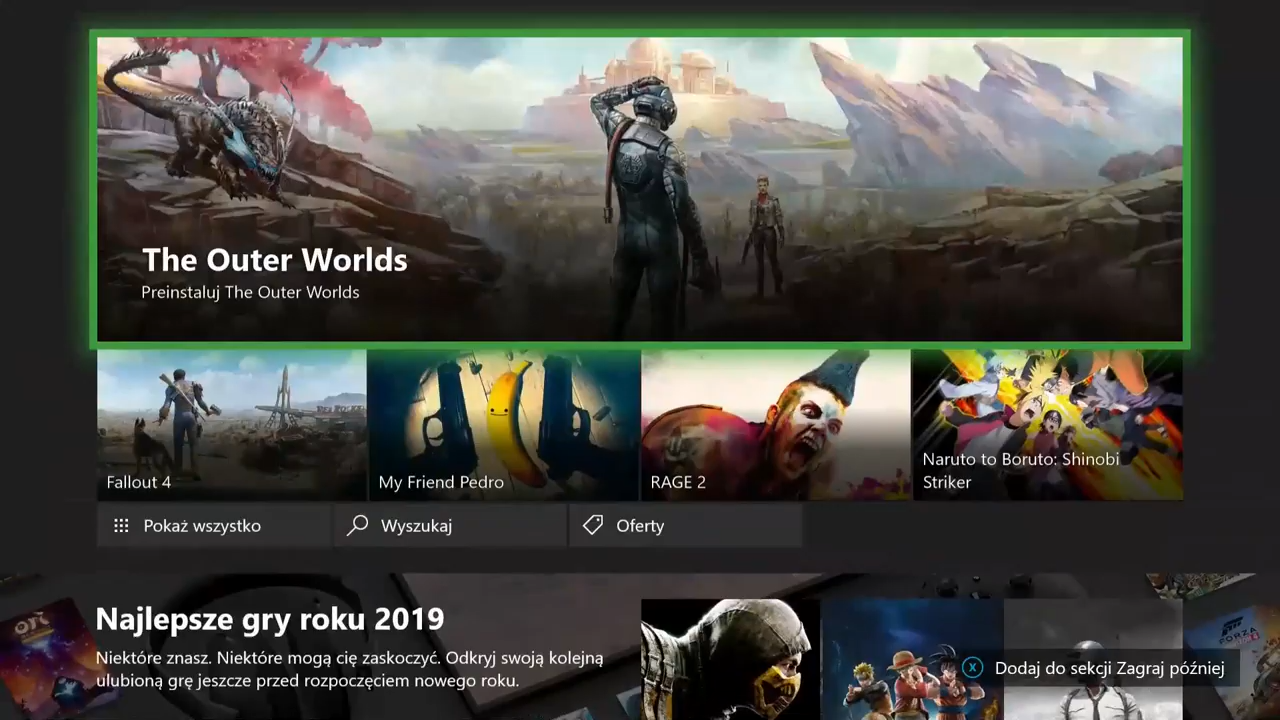 The Outer Worlds
Preinstaluj The Outer Worlds
Fallout 4
My Friend Pedro
RAGE 2
Naruto to Boruto: Shinobi
Striker
Pokaż wszystko
Wyszukaj
Oferty
Najlepsze gry roku 2019
Niektóre znasz. Niektóre mogą cię zaskoczyć. Odkryj swoją kolejną
ulubioną grę jeszcze przed rozpoczęciem nowego roku.
ori
FORZA
X Dodaj do sekcji Zagraj później